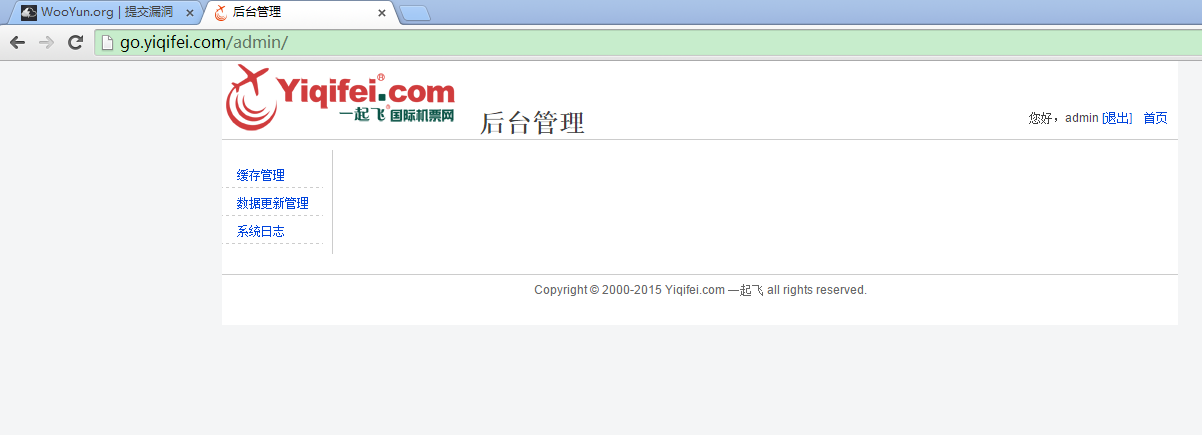 WooYun.org | 提交漏洞 后台管理
go.yiqifei.com/admin/
Yiqifei.com®
一起飞®国际机票网
后台管理
您好，admin [退出] 首页
缓存管理
数据更新管理
系统日志
Copyright © 2000-2015 Yiqifei.com 一起飞 all rights reserved.